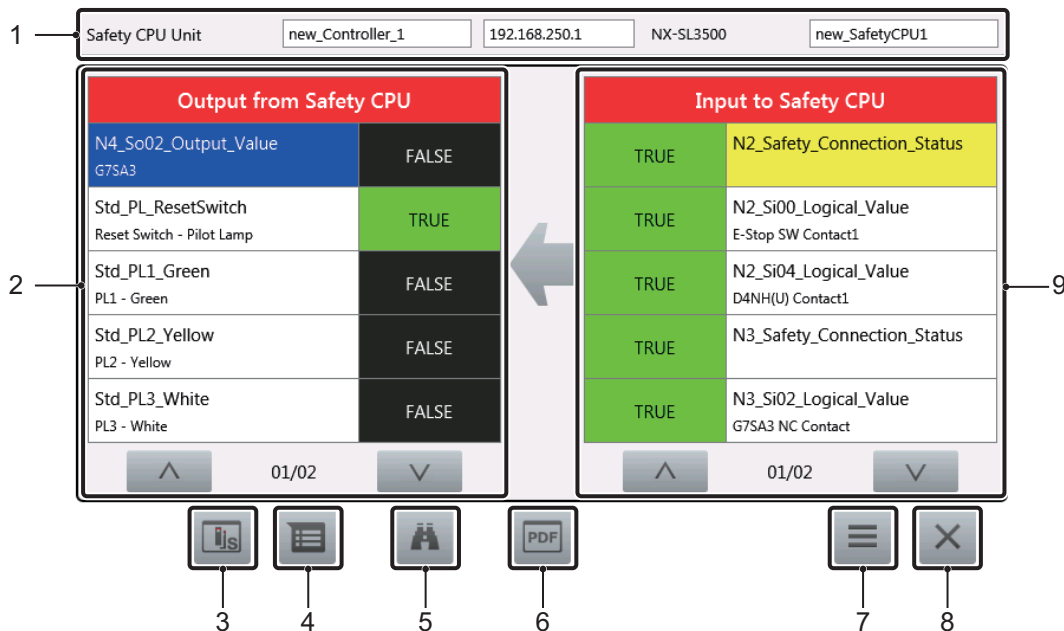 1
Safety CPU Unit new_Controller_1 192.168.250.1 NX-SL3500 new_SafetyCPU1
2
Output from Safety CPU
N4_So02_Output_Value
G7SA3
FALSE
Std_PL_ResetSwitch
Reset Switch - Pilot Lamp
TRUE
Std_PL1_Green
PL1 - Green
FALSE
Std_PL2_Yellow
PL2 - Yellow
FALSE
Std_PL3_White
PL3 - White
FALSE
01/02
Input to Safety CPU
TRUE
N2_Safety_Connection_Status
TRUE
N2_Si00_Logical_Value
E-Stop SW Contact1
TRUE
N2_Si04_Logical_Value
D4NH(U) Contact1
TRUE
N3_Safety_Connection_Status
TRUE
N3_Si02_Logical_Value
G7SA3 NC Contact
01/02
9
js
PDF
3 4 5 6 7 8